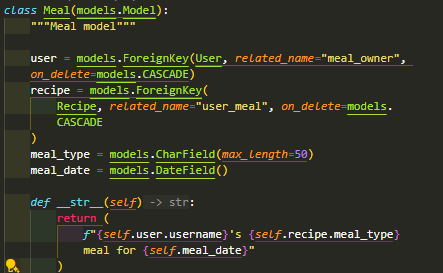 class Meal(models.Model):
    """Meal model"""
    user = models.ForeignKey(User, related_name="meal_owner",
    on_delete=models.CASCADE)
    recipe = models.ForeignKey(
        Recipe, related_name="user_meal", on_delete=models.
        CASCADE
    )
    meal_type = models.CharField(max_length=50)
    meal_date = models.DateField()
    def __str__(self) -> str:
        return (
            f"{self.user.username}'s {self.recipe.meal_type}
            meal for {self.meal_date}"
        )